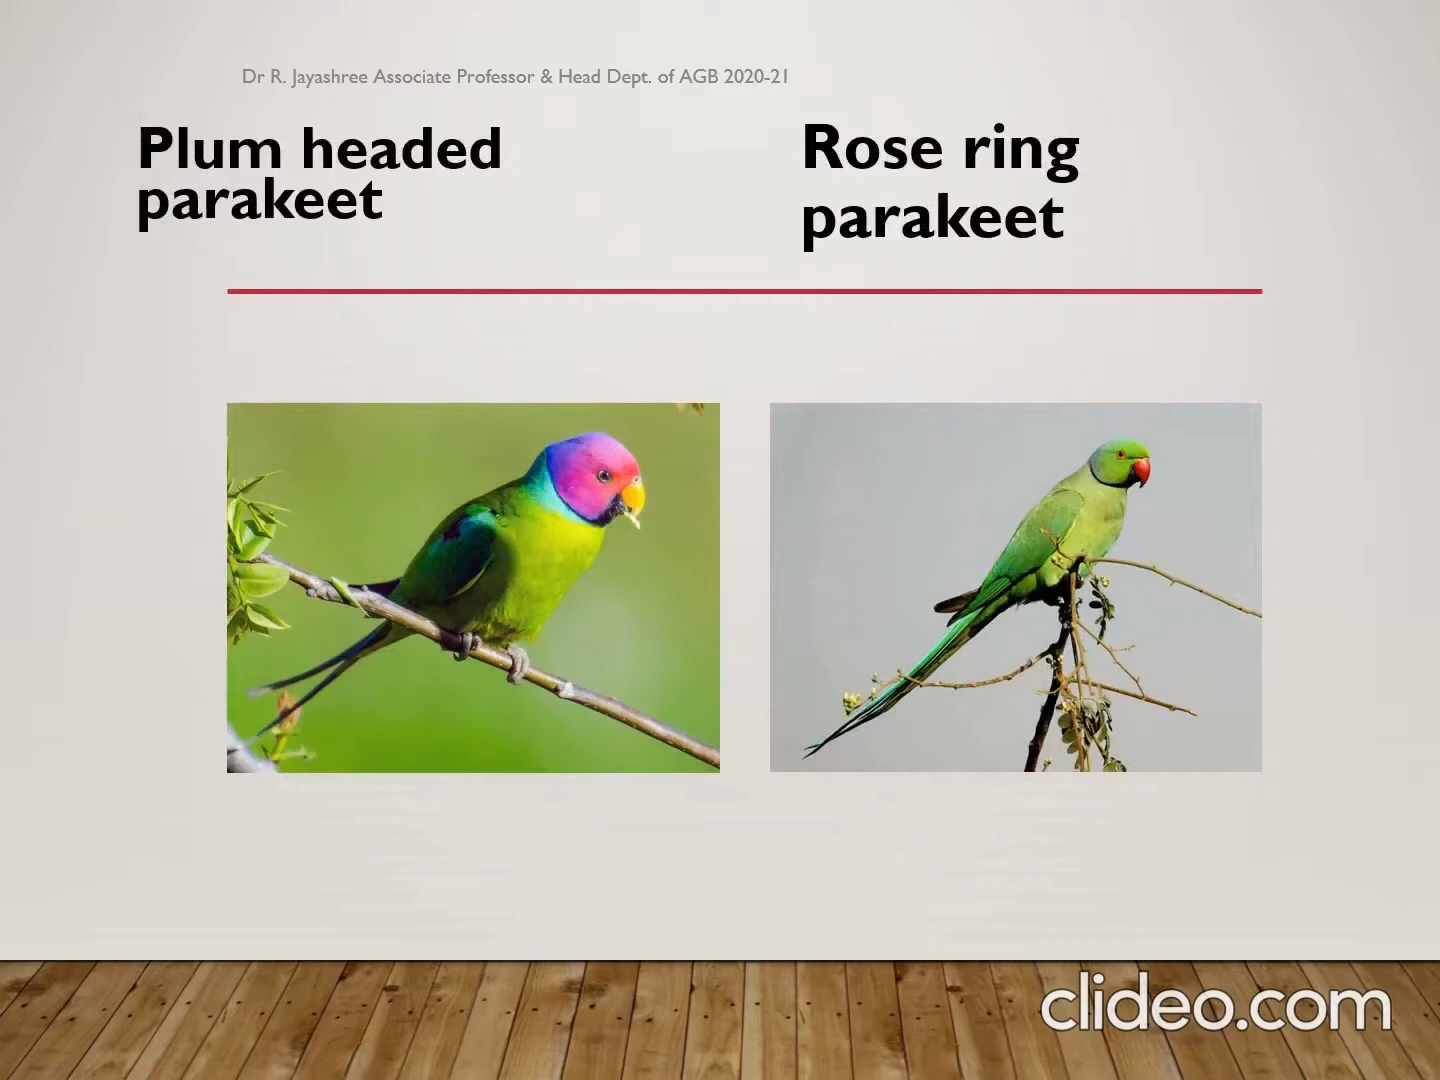 Dr R. Jayashree Associate Professor & Head Dept. of AGB 2020-21
Plum headed
parakeet
Rose ring
parakeet
clideo.com